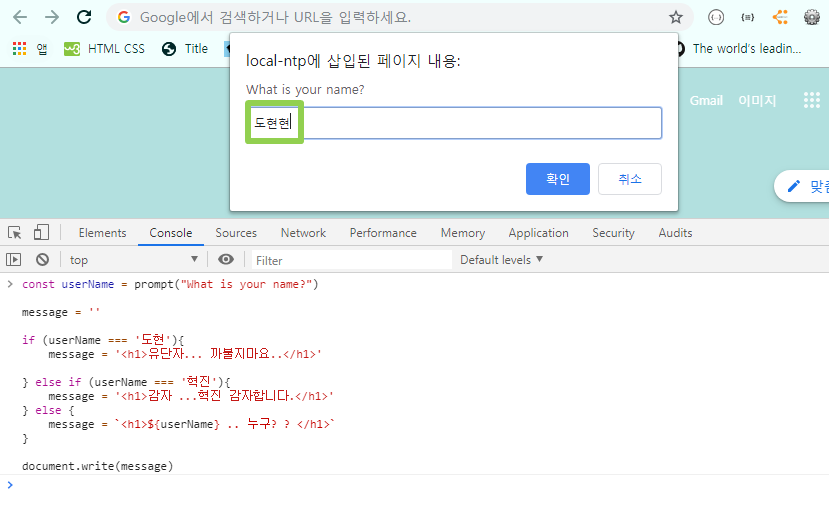 Google에서 검색하거나 URL을 입력하세요.
앱 HTML CSS Title The world's leadin...
local-ntp에 삽입된 페이지 내용:
What is your name?
도현현
확인 취소
Gmail 이미지
맞춤
Elements Console Sources Network Performance Memory Application Security Audits
top Filter Default levels
const userName = prompt("What is your name?")
message = ''
if (userName === '도현'){
message = '<h1>유단자... 까불지마요..</h1>'
} else if (userName === '혁진'){
message = '<h1>감자 ...혁진 감자합니다.</h1>'
} else {
message = `<h1>${userName} .. 누구? ? </h1>`
}
document.write(message)